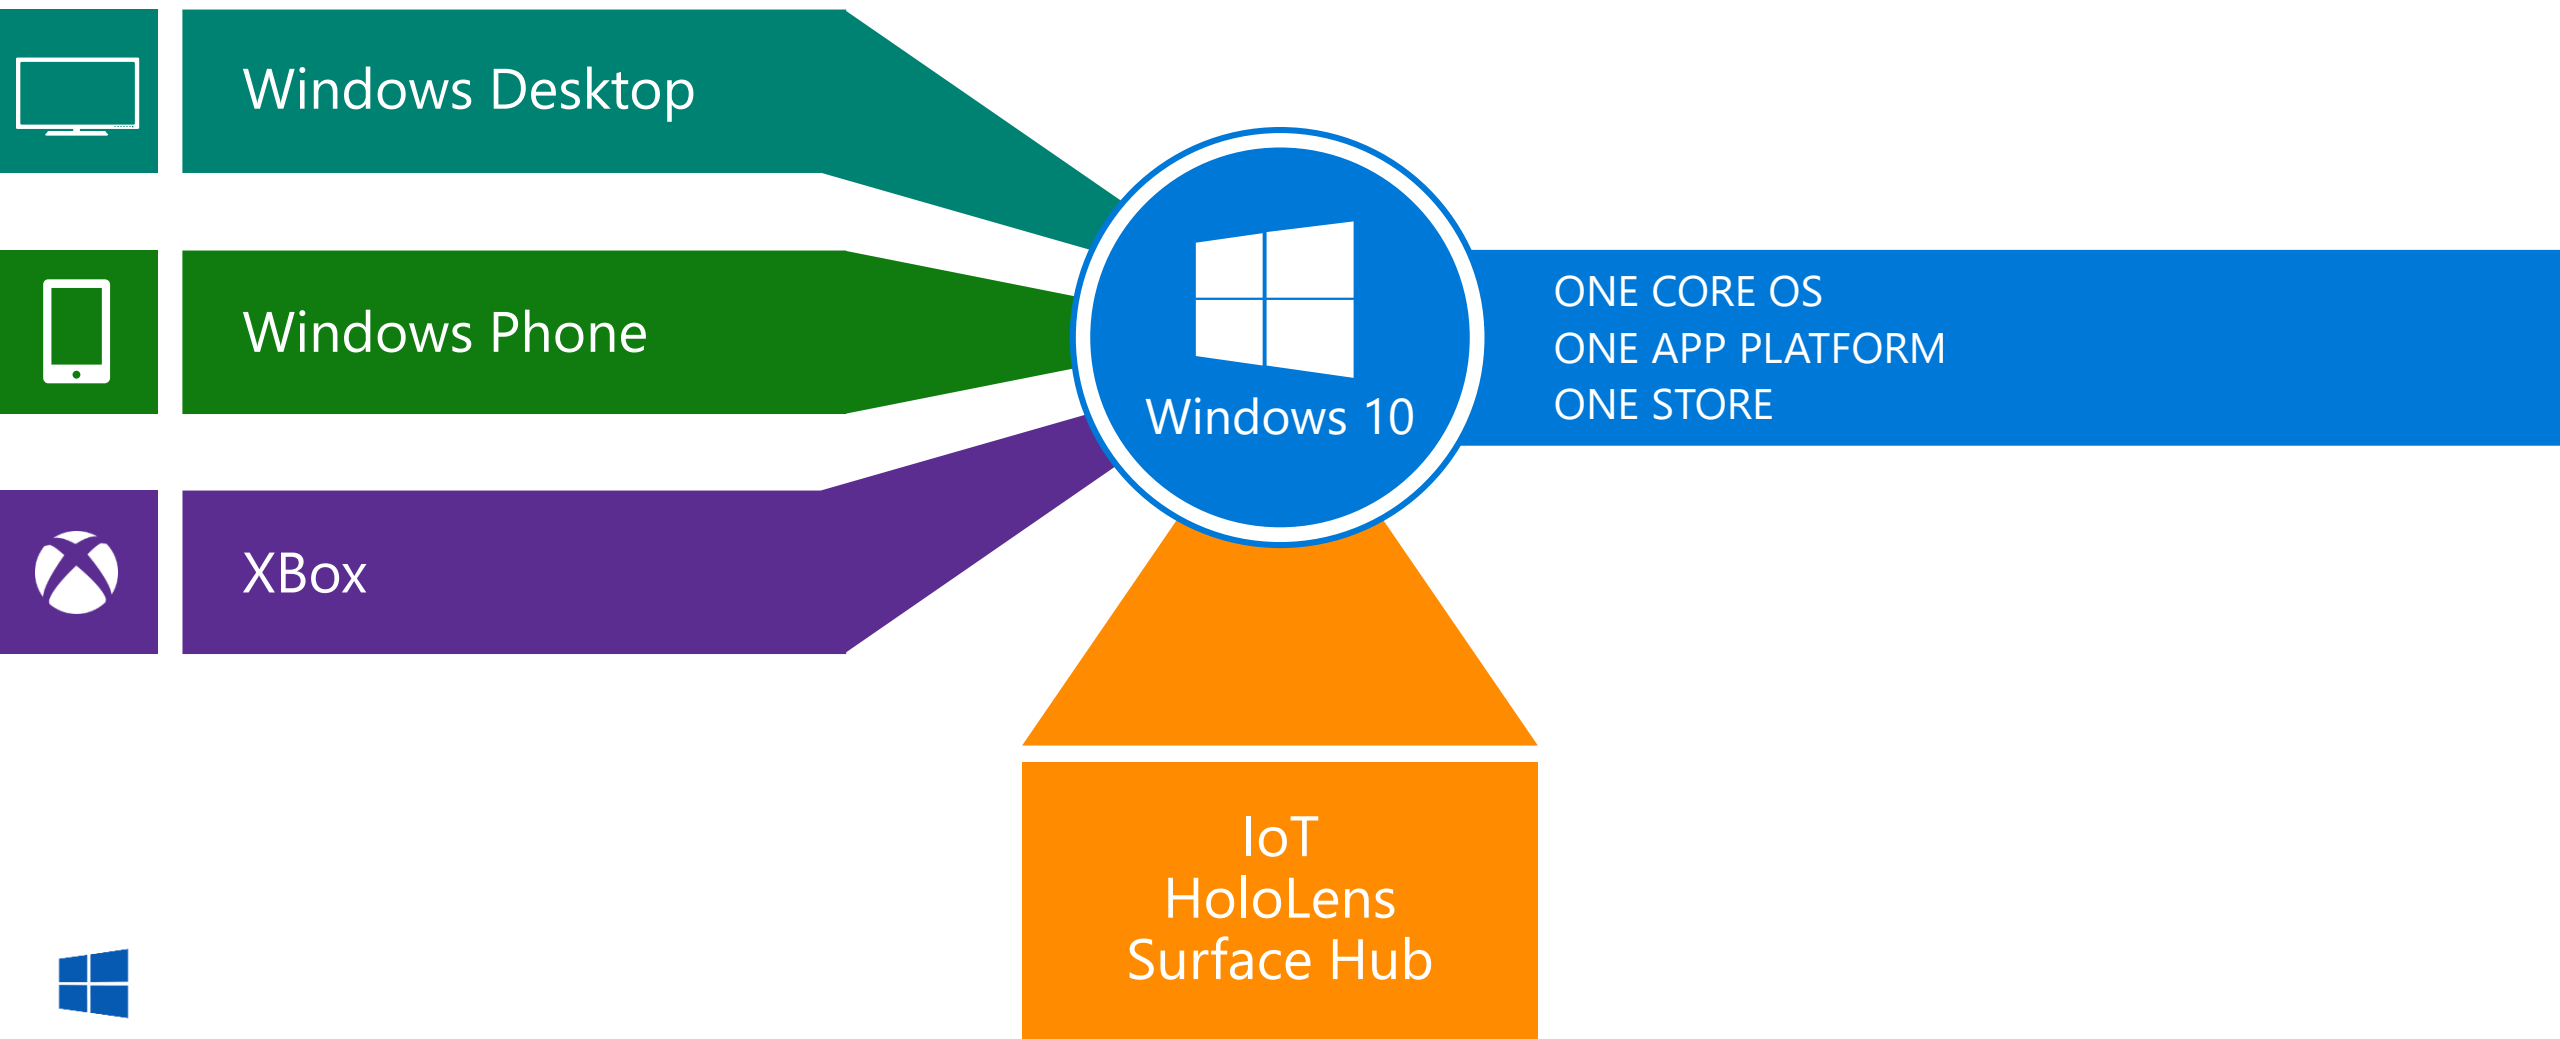 Windows Desktop
Windows Phone
XBox
Windows 10
ONE CORE OS
ONE APP PLATFORM
ONE STORE
IoT
HoloLens
Surface Hub